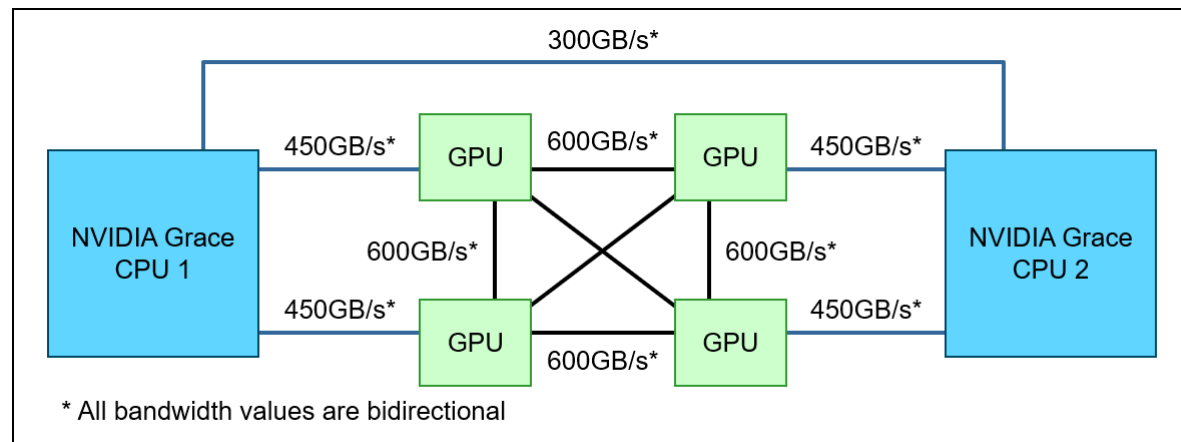 300GB/s*
450GB/s*
GPU
600GB/s*
GPU
450GB/s*
NVIDIA Grace
CPU 1
600GB/s*
600GB/s*
NVIDIA Grace
CPU 2
450GB/s*
GPU
600GB/s*
GPU
450GB/s*
* All bandwidth values are bidirectional